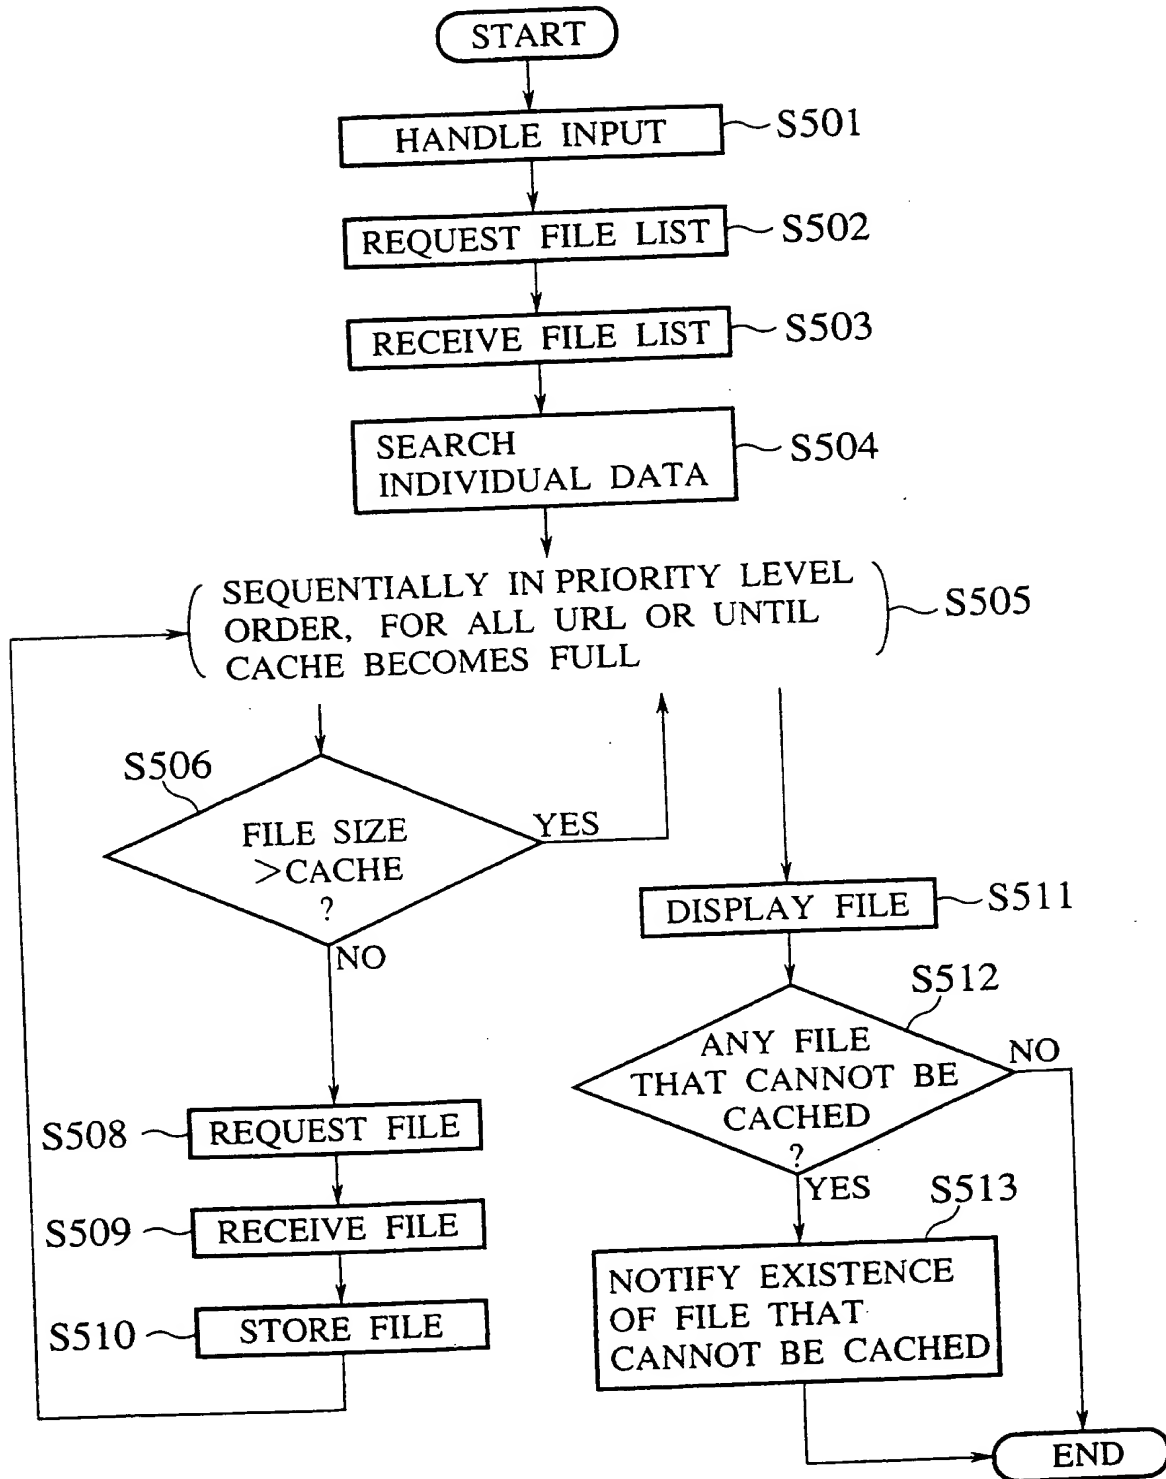 START
HANDLE INPUT
S501
REQUEST FILE LIST
S502
RECEIVE FILE LIST
S503
SEARCH
INDIVIDUAL DATA
S504
SEQUENTIALLY IN PRIORITY LEVEL
ORDER, FOR ALL URL OR UNTIL
CACHE BECOMES FULL
S505
S506
FILE SIZE
>CACHE
?
YES
NO
S508
REQUEST FILE
S509
RECEIVE FILE
S510
STORE FILE
DISPLAY FILE
S511
S512
ANY FILE
THAT CANNOT BE
CACHED
?
NO
YES
S513
NOTIFY EXISTENCE
OF FILE THAT
CANNOT BE CACHED
END